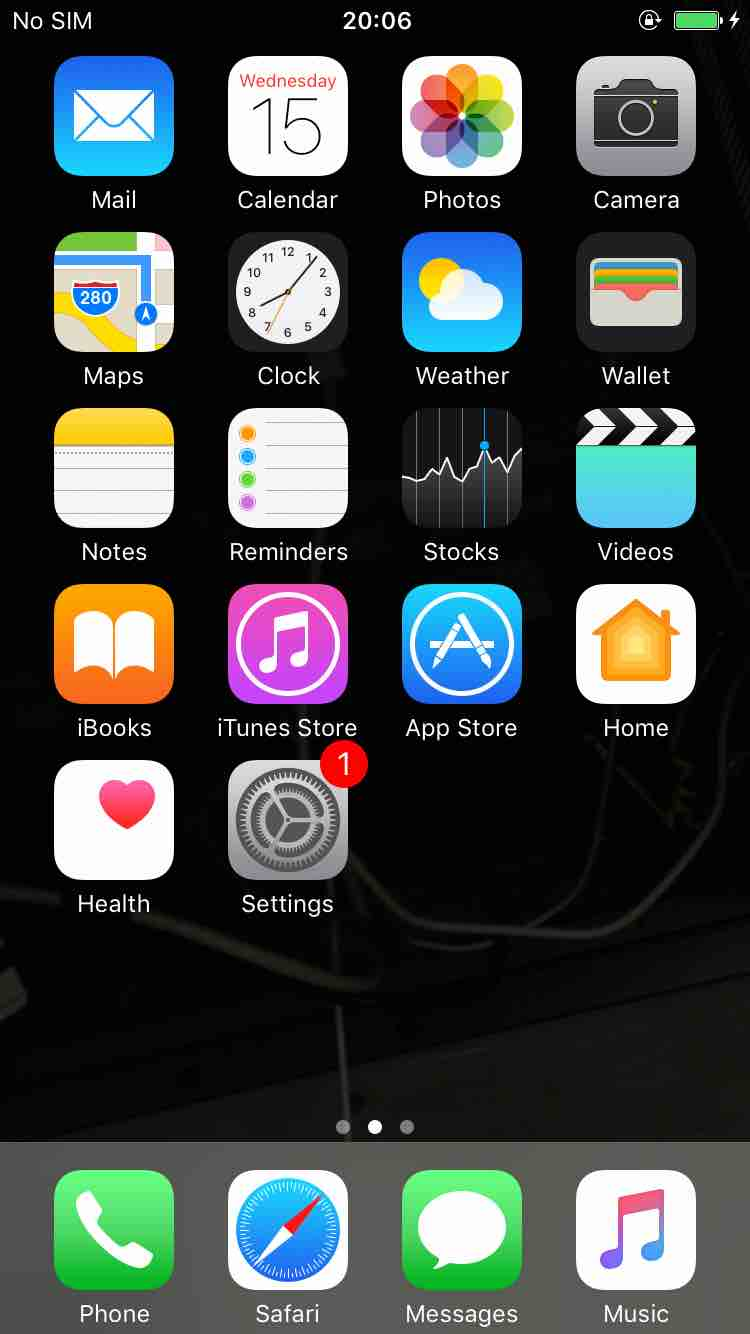 No SIM 20:06
Wednesday
15
Mail Calendar Photos Camera
280
12
11 1
10 2
9 3
8 4
7 5
6
Maps Clock Weather Wallet
Notes Reminders Stocks Videos
iBooks iTunes Store App Store Home
1
Health Settings
Phone Safari Messages Music